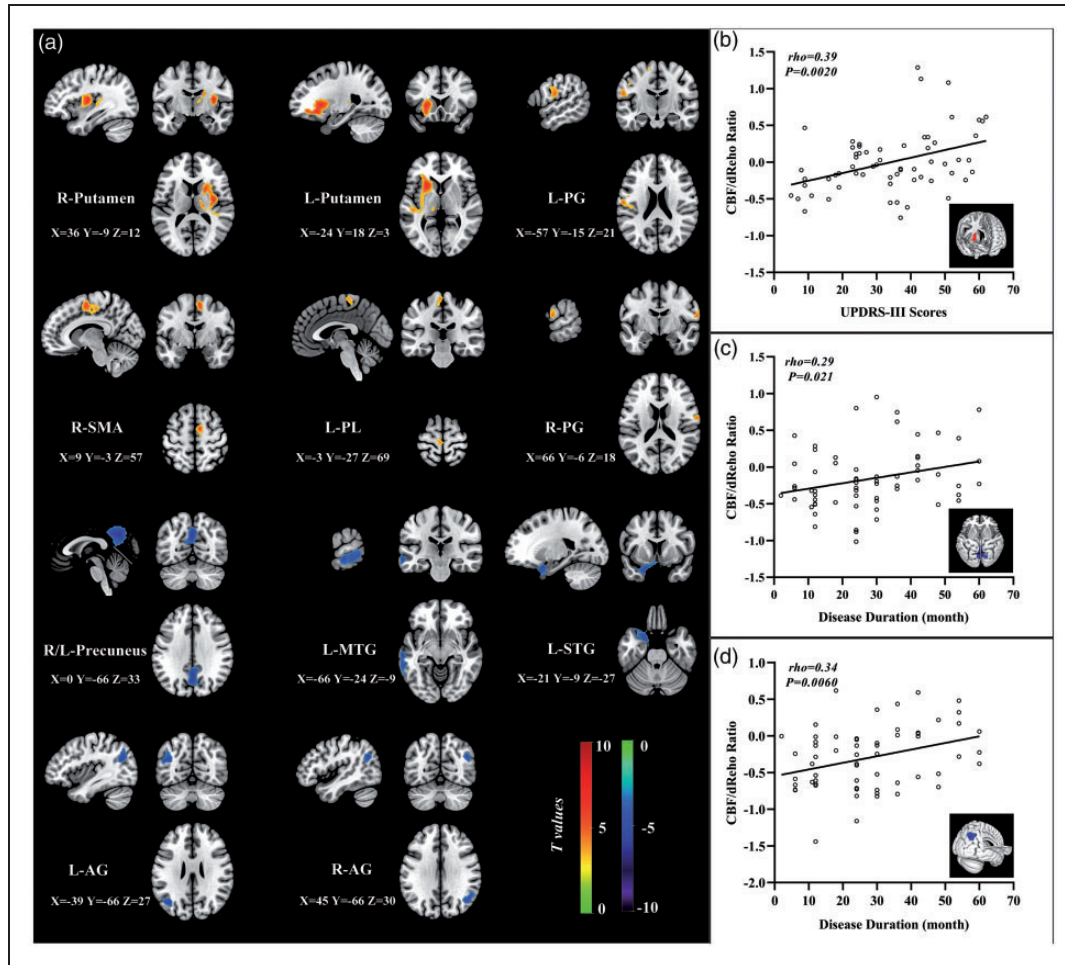 (a)
R-Putamen
X=36 Y=-9 Z=12
L-Putamen
X=-24 Y=18 Z=3
L-PG
X=-57 Y=-15 Z=21
R-SMA
X=9 Y=-3 Z=57
L-PL
X=-3 Y=-27 Z=69
R-PG
X=66 Y=-6 Z=18
R/L-Precuneus
X=0 Y=-66 Z=33
L-MTG
X=-66 Y=-24 Z=-9
L-STG
X=-21 Y=-9 Z=-27
L-AG
X=-39 Y=-66 Z=27
R-AG
X=45 Y=-66 Z=30
T values
10
5
0
0
-5
-10
(b)
rho=0.39
P=0.0020
CBF/dReho Ratio
1.5
1.0
0.5
0.0
-0.5
-1.0
-1.5
0 10 20 30 40 50 60 70
UPDRS-III Scores
(c)
rho=0.29
P=0.021
CBF/dReho Ratio
1.5
1.0
0.5
0.0
-0.5
-1.0
-1.5
0 10 20 30 40 50 60 70
Disease Duration (month)
(d)
rho=0.34
P=0.0060
CBF/dReho Ratio
1.0
0.5
0.0
-0.5
-1.0
-1.5
-2.0
0 10 20 30 40 50 60 70
Disease Duration (month)